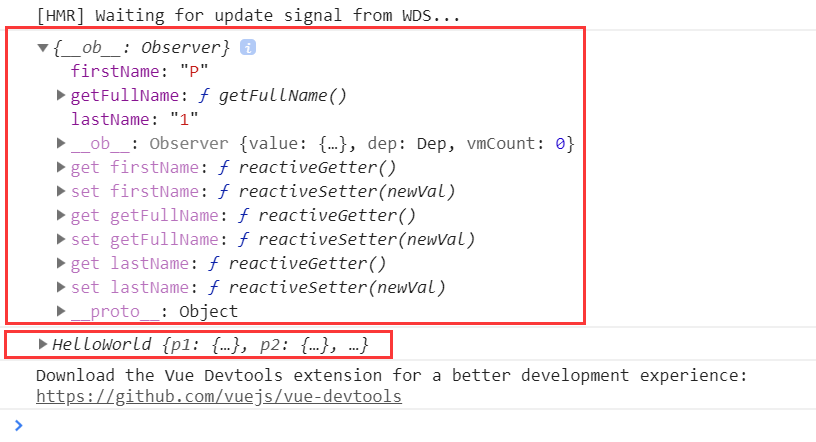 [HMR] Waiting for update signal from WDS...
▼{__ob__: Observer} i
firstName: "P"
▶getFullName: ƒ getFullName()
lastName: "1"
▶__ob__: Observer {value: {…}, dep: Dep, vmCount: 0}
▶get firstName: ƒ reactiveGetter()
▶set firstName: ƒ reactiveSetter(newVal)
▶get getFullName: ƒ reactiveGetter()
▶set getFullName: ƒ reactiveSetter(newVal)
▶get lastName: ƒ reactiveGetter()
▶set lastName: ƒ reactiveSetter(newVal)
▶__proto__: Object
▶HelloWorld {p1: {…}, p2: {…}, …}
Download the Vue Devtools extension for a better development experience:
https://github.com/vuejs/vue-devtools
>